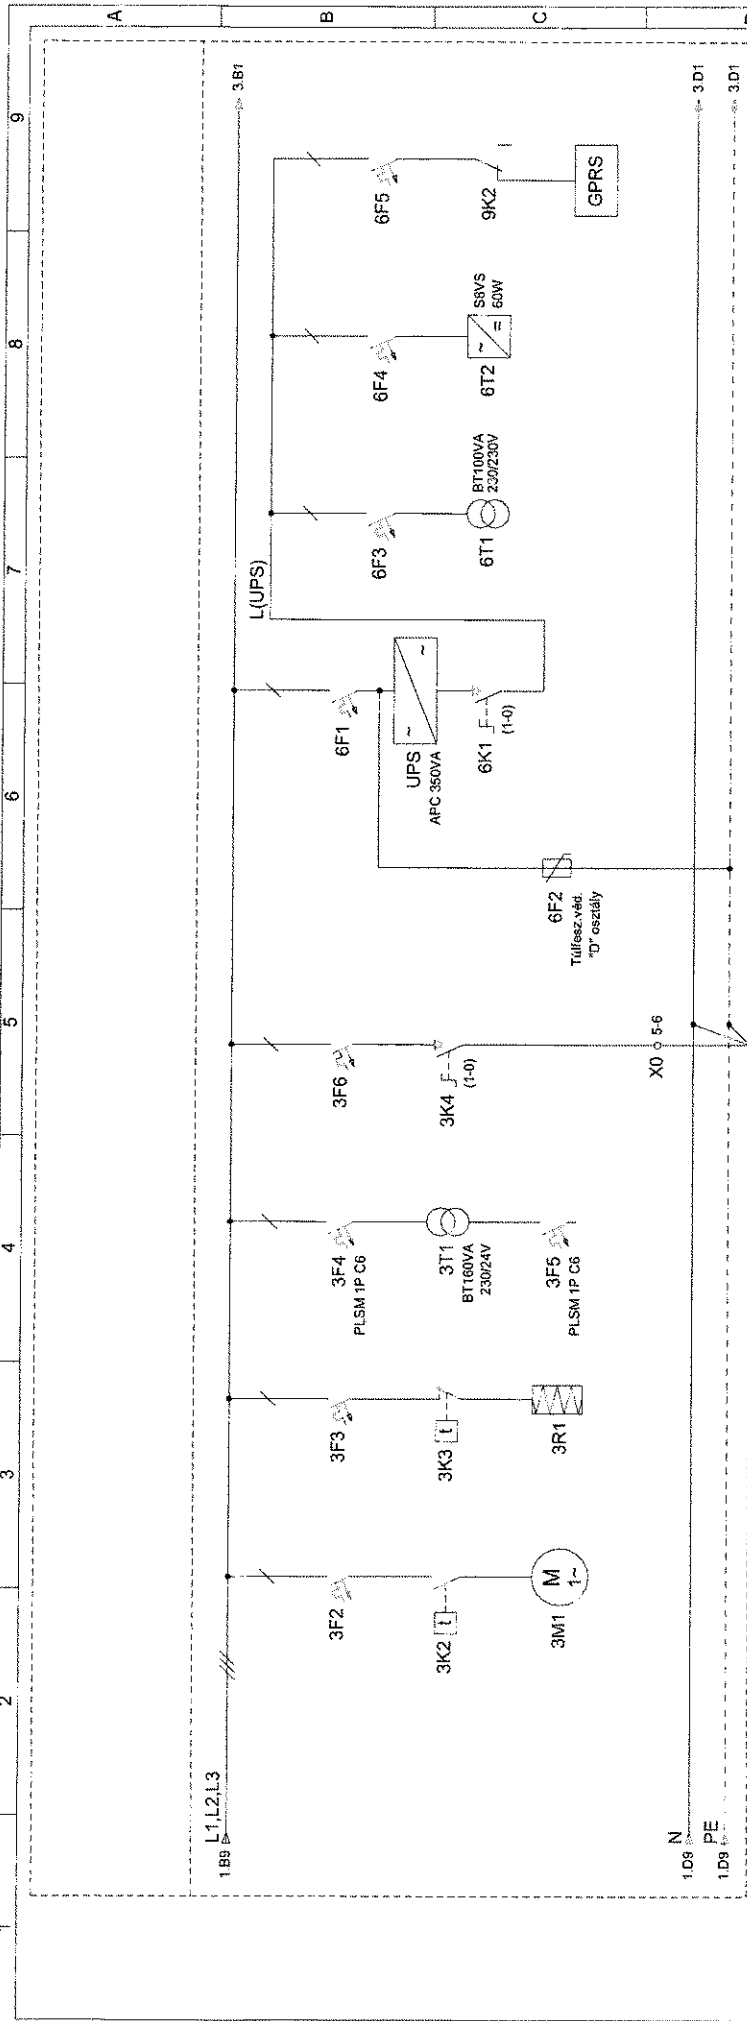 2
3
4
5
6
7
8
9
A
B
C
1.B9
L1,L2,L3
3.B1
L(UPS)
3F2
3K2
t
3M1
M
1~
3F3
3K3
t
3R1
3F4
PLSM 1P C6
3T1
BT160VA
230/24V
3F5
PLSM 1P C6
3F6
3K4
(1-0)
X0
5-6
6F2
Túlfesz.véd.
"D" osztály
6F1
UPS
APC 350VA
~
~
6K1
(1-0)
6F3
6T1
BT100VA
230/230V
6F4
6T2
S8VS
60W
~
=
6F5
9K2
GPRS
N
1.D9
3.D1
PE
1.D9
3.D1